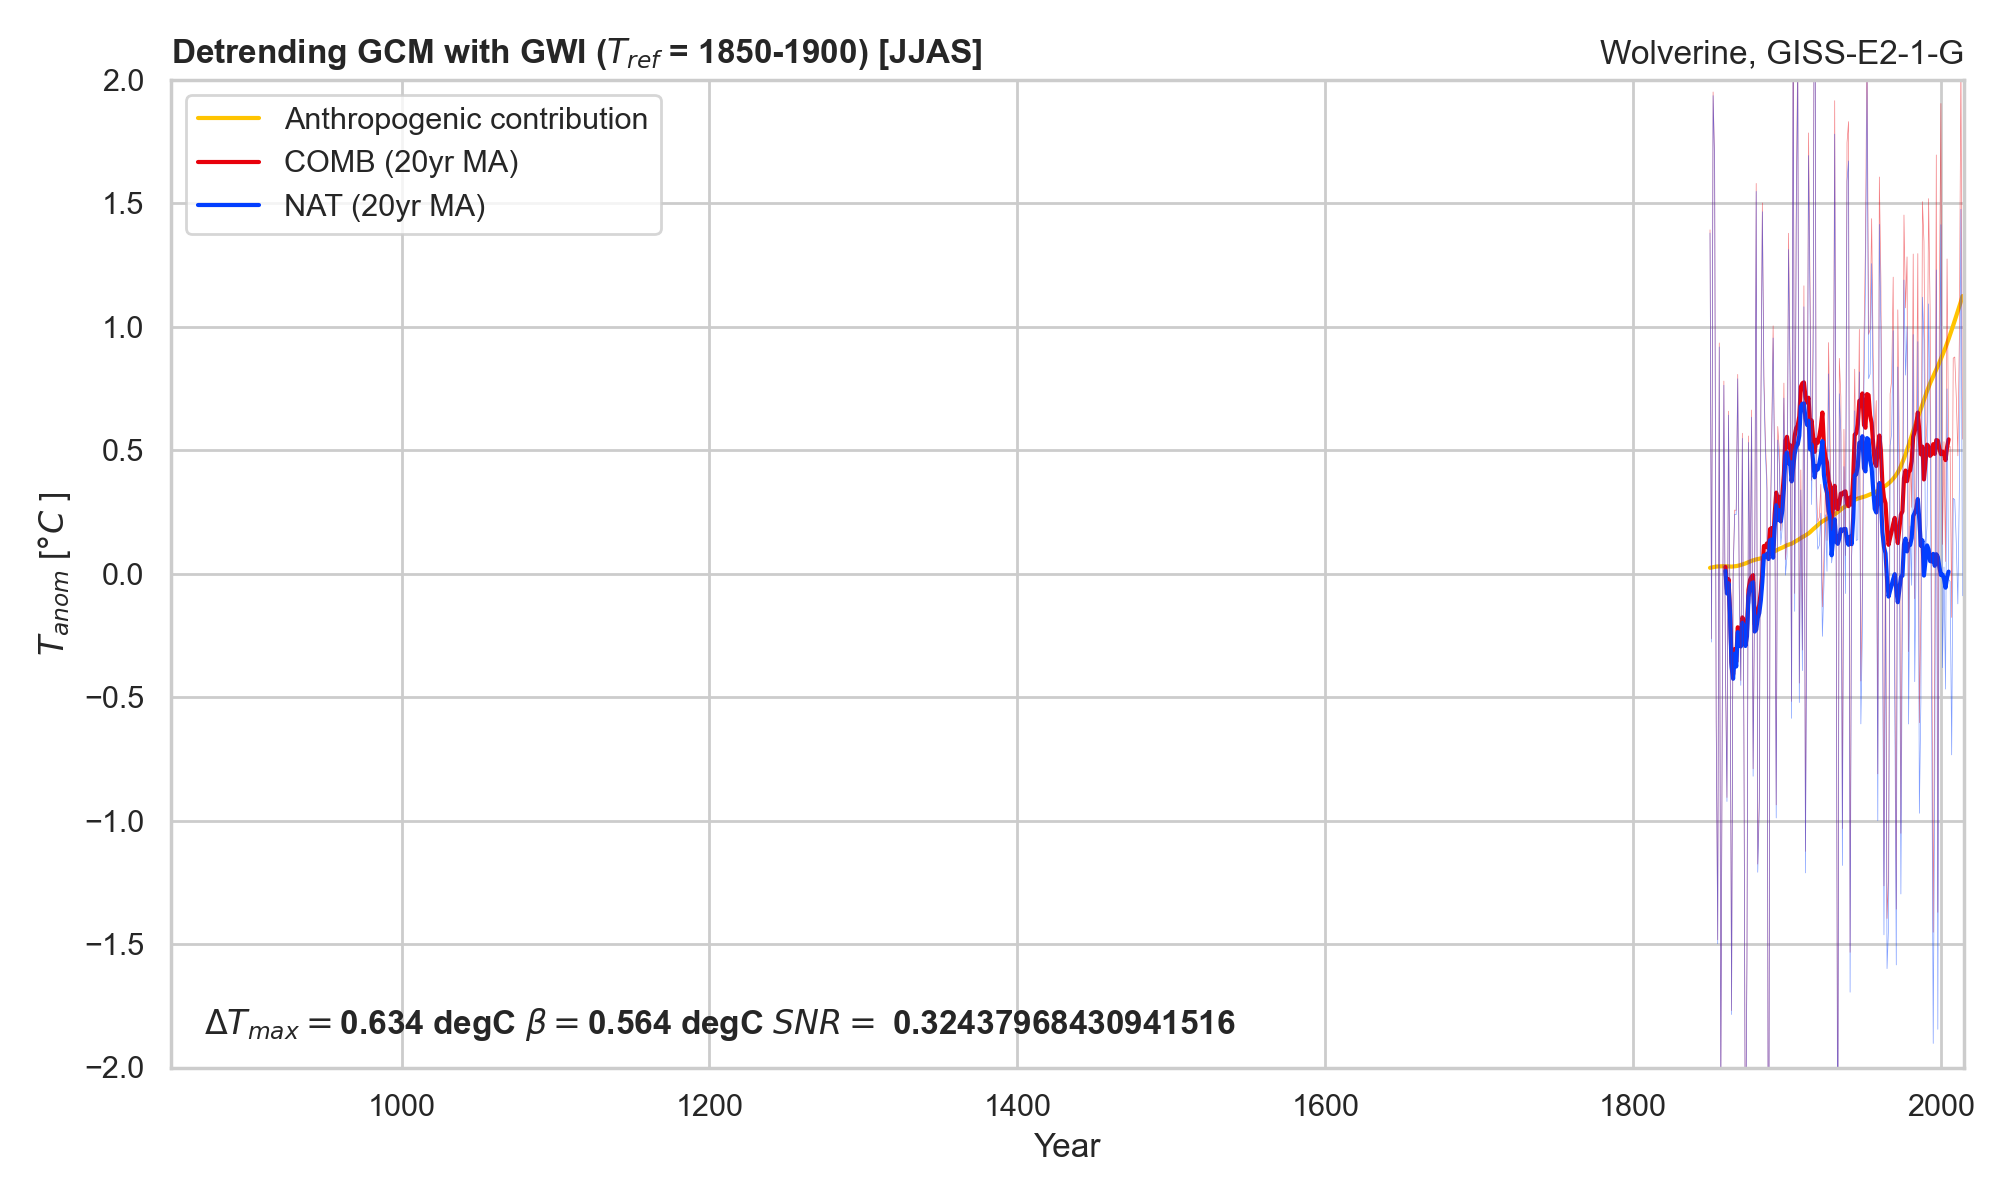 Detrending GCM with GWI (T_ref = 1850-1900) [JJAS]
Wolverine, GISS-E2-1-G
Anthropogenic contribution
COMB (20yr MA)
NAT (20yr MA)
2.0
1.5
1.0
0.5
0.0
−0.5
−1.0
−1.5
−2.0
T_anom [°C ]
ΔT_max = 0.634 degC β = 0.564 degC SNR = 0.32437968430941516
1000 1200 1400 1600 1800 2000
Year